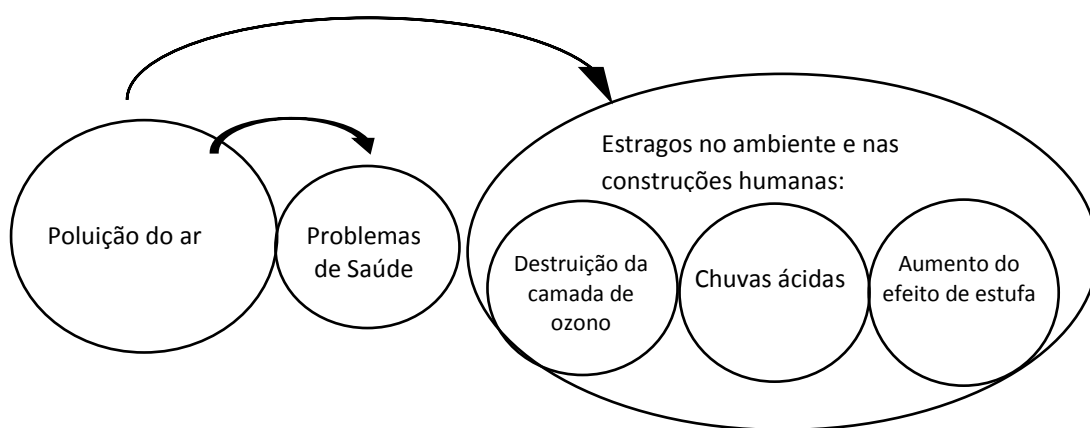 Estragos no ambiente e nas
construções humanas:
Poluição do ar
Problemas
de Saúde
Destruição da
camada de
ozono
Chuvas ácidas
Aumento do
efeito de estufa